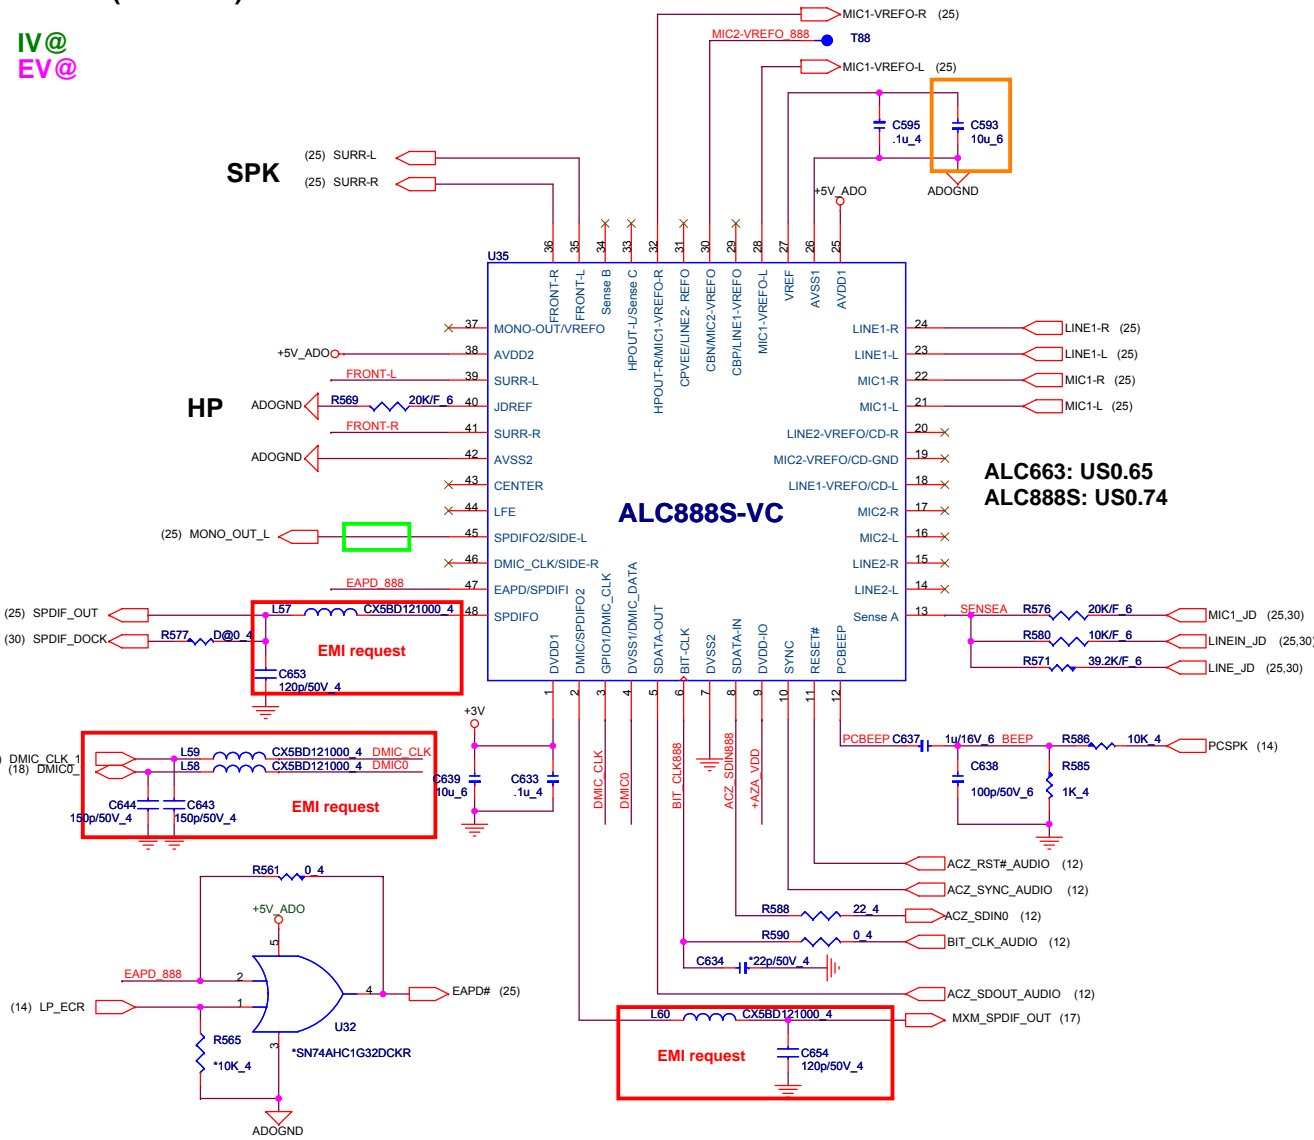 IV@
EV@
MIC1-VREFO-R (25)
MIC2-VREFO_888
T88
MIC1-VREFO-L (25)
C595
.1u_4
C593
10u_6
ADOGND
+5V_ADO
SPK
(25) SURR-L
(25) SURR-R
36
35
34
33
32
31
30
29
28
27
26
25
U35
FRONT-R
FRONT-L
Sense B
HPOUT-L/Sense C
HPOUT-R/MIC1-VREFO-R
CPVEE/LINE2- REFO
CBN/MIC2-VREFO
CBP/LINE1-VREFO
MIC1-VREFO-L
VREF
AVSS1
AVDD1
37 MONO-OUT/VREFO
+5V_ADO 38 AVDD2
FRONT-L 39 SURR-L
HP
ADOGND R569 20K/F_6 40 JDREF
FRONT-R 41 SURR-R
ADOGND 42 AVSS2
43 CENTER
44 LFE
(25) MONO_OUT_L 45 SPDIFO2/SIDE-L
46 DMIC_CLK/SIDE-R
EAPD_888 47 EAPD/SPDIFI
48 SPDIFO
ALC888S-VC
LINE1-R 24 LINE1-R (25)
LINE1-L 23 LINE1-L (25)
MIC1-R 22 MIC1-R (25)
MIC1-L 21 MIC1-L (25)
LINE2-VREFO/CD-R 20
MIC2-VREFO/CD-GND 19
LINE1-VREFO/CD-L 18
MIC2-R 17
MIC2-L 16
LINE2-R 15
LINE2-L 14
Sense A 13 SENSEA
ALC663: US0.65
ALC888S: US0.74
R576 20K/F_6 MIC1_JD (25,30)
R580 10K/F_6 LINEIN_JD (25,30)
R571 39.2K/F_6 LINE_JD (25,30)
(25) SPDIF_OUT
L57 CX5BD121000_4
(30) SPDIF_DOCK R577 D@0_4
EMI request
C653
120p/50V_4
DVDD1
DMIC/SPDIFO2
GPIO1/DMIC_CLK
DVSS1/DMIC_DATA
SDATA-OUT
BIT-CLK
DVSS2
SDATA-IN
DVDD-IO
SYNC
RESET#
PCBEEP
1
2
3
4
5
6
7
8
9
10
11
12
+3V
C639
10u_6
C633
.1u_4
DMIC_CLK
DMIC0
BIT_CLK888
ACZ_SDIN888
+AZA_VDD
) DMIC_CLK_1 L59 CX5BD121000_4 DMIC_CLK
(18) DMIC0_ L58 CX5BD121000_4 DMIC0
EMI request
C644
150p/50V_4
C643
150p/50V_4
PCBEEP C637 1u/16V_6 BEEP R586 10K_4 PCSPK (14)
C638
100p/50V_6
R585
1K_4
ACZ_RST#_AUDIO (12)
ACZ_SYNC_AUDIO (12)
R588 22_4 ACZ_SDIN0 (12)
R590 0_4 BIT_CLK_AUDIO (12)
C634 *22p/50V_4
ACZ_SDOUT_AUDIO (12)
L60 CX5BD121000_4 MXM_SPDIF_OUT (17)
EMI request
C654
120p/50V_4
R561 0_4
+5V_ADO
5
EAPD_888 2
4 EAPD# (25)
(14) LP_ECR 1
3
U32
*SN74AHC1G32DCKR
R565
*10K_4
ADOGND